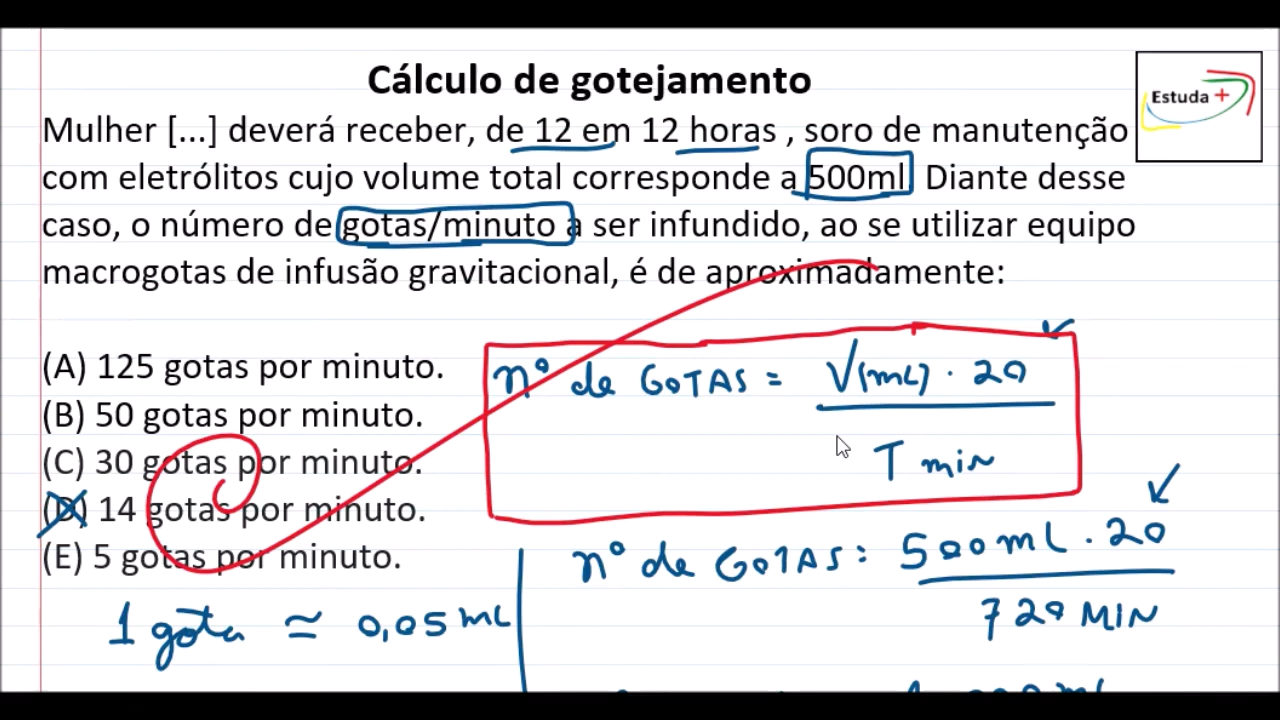 Cálculo de gotejamento
Estuda +
Mulher [...] deverá receber, de 12 em 12 horas , soro de manutenção
com eletrólitos cujo volume total corresponde a 500ml. Diante desse
caso, o número de gotas/minuto a ser infundido, ao se utilizar equipo
macrogotas de infusão gravitacional, é de aproximadamente:
(A) 125 gotas por minuto.
(B) 50 gotas por minuto.
(C) 30 gotas por minuto.
(D) 14 gotas por minuto.
(E) 5 gotas por minuto.
nº de GOTAS = V(mL) . 20
T min
nº de GOTAS: 500mL . 20
720 MIN
1 gota ≃ 0,05 mL